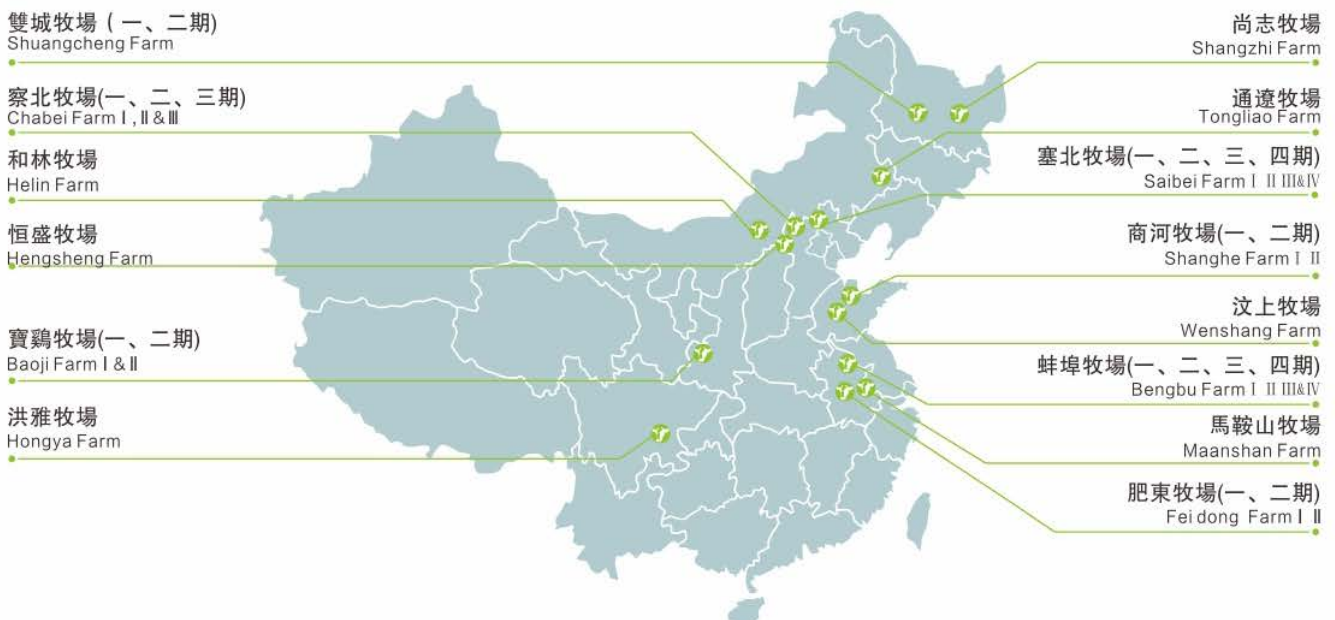 雙城牧場（一、二期)
Shuangcheng Farm
察北牧場(一、二、三期)
Chabei Farm Ⅰ,Ⅱ&Ⅲ
和林牧場
Helin Farm
恒盛牧場
Hengsheng Farm
寶鷄牧場(一、二期)
Baoji Farm Ⅰ&Ⅱ
洪雅牧場
Hongya Farm
尚志牧場
Shangzhi Farm
通遼牧場
Tongliao Farm
塞北牧場(一、二、三、四期)
Saibei Farm Ⅰ Ⅱ Ⅲ&Ⅳ
商河牧場(一、二期)
Shanghe Farm Ⅰ Ⅱ
汶上牧場
Wenshang Farm
蚌埠牧場(一、二、三、四期)
Bengbu Farm Ⅰ Ⅱ Ⅲ&Ⅳ
馬鞍山牧場
Maanshan Farm
肥東牧場(一、二期)
Fei dong Farm Ⅰ Ⅱ